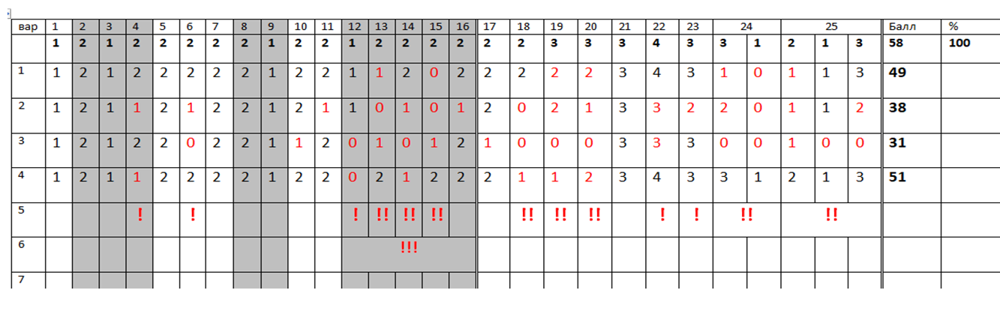 вар 1 2 3 4 5 6 7 8 9 10 11 12 13 14 15 16 17 18 19 20 21 22 23 24 25 Балл %
1 2 1 2 2 2 2 2 1 2 2 1 2 2 2 2 2 2 3 3 3 4 3 3 1 2 1 3 58 100
1 1 2 1 2 2 2 2 2 1 2 2 1 1 2 0 2 2 2 2 2 3 4 3 1 0 1 1 3 49
2 1 2 1 1 2 1 2 2 1 2 1 1 0 1 0 1 2 0 2 1 3 3 2 2 0 1 1 2 38
3 1 2 1 2 2 0 2 2 1 1 2 0 1 0 1 2 1 0 0 0 3 3 3 0 0 1 0 0 31
4 1 2 1 1 2 2 2 2 1 2 2 0 2 1 2 2 2 1 1 2 3 4 3 3 1 2 1 3 51
5 ! ! ! !! !! !! !! !! !! ! ! !! !!
6 !!!
7